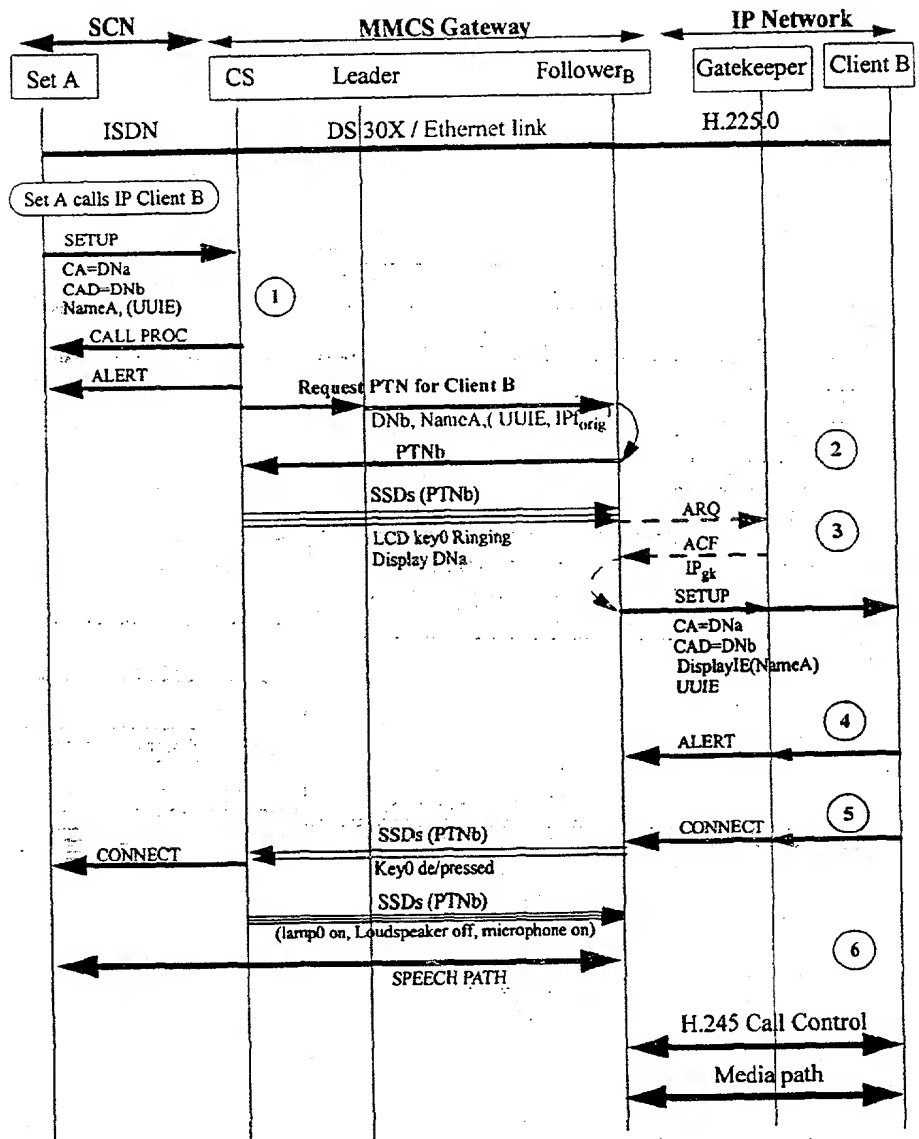 SCN
MMCS Gateway
IP Network
Set A
CS
Leader
FollowerB
Gatekeeper
Client B
ISDN
DS 30X / Ethernet link
H.225.0
Set A calls IP Client B
SETUP
CA=DNa
CAD=DNb
NameA, (UUIE)
1
CALL PROC
ALERT
Request PTN for Client B
DNb, NameA,( UUIE, IPforig
PTNb
2
SSDs (PTNb)
ARQ
LCD key0 Ringing
Display DNa
3
ACF
IPgk
SETUP
CA=DNa
CAD=DNb
DisplayIE(NameA)
UUIE
4
ALERT
5
SSDs (PTNb)
CONNECT
CONNECT
Key0 de/pressed
SSDs (PTNb)
(lamp0 on, Loudspeaker off, microphone on)
6
SPEECH PATH
H.245 Call Control
Media path